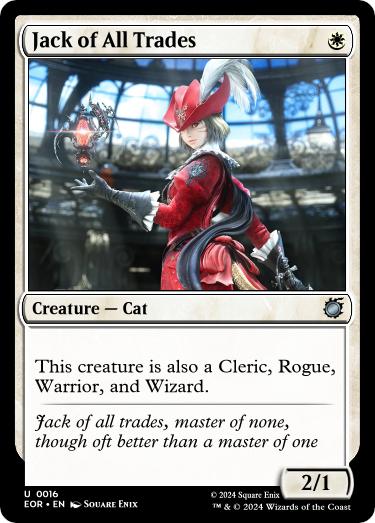 Jack of All Trades
Creature — Cat
This creature is also a Cleric, Rogue,
Warrior, and Wizard.
Jack of all trades, master of none,
though oft better than a master of one
2/1
U 0016
EOR • EN SQUARE ENIX
© 2024 Square Enix
™ & © 2024 Wizards of the Coast